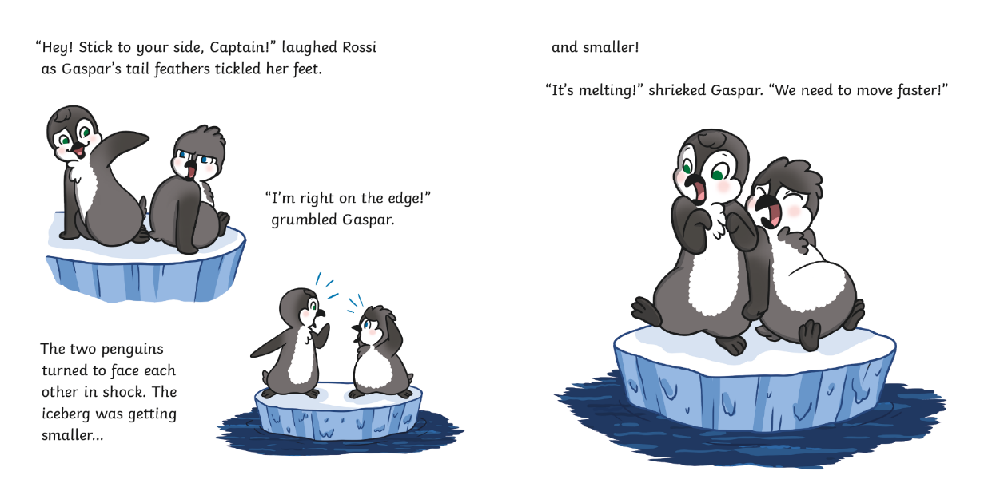 “Hey! Stick to your side, Captain!” laughed Rossi
as Gaspar’s tail feathers tickled her feet.
“I’m right on the edge!”
grumbled Gaspar.
The two penguins
turned to face each
other in shock. The
iceberg was getting
smaller...
and smaller!
“It’s melting!” shrieked Gaspar. “We need to move faster!”